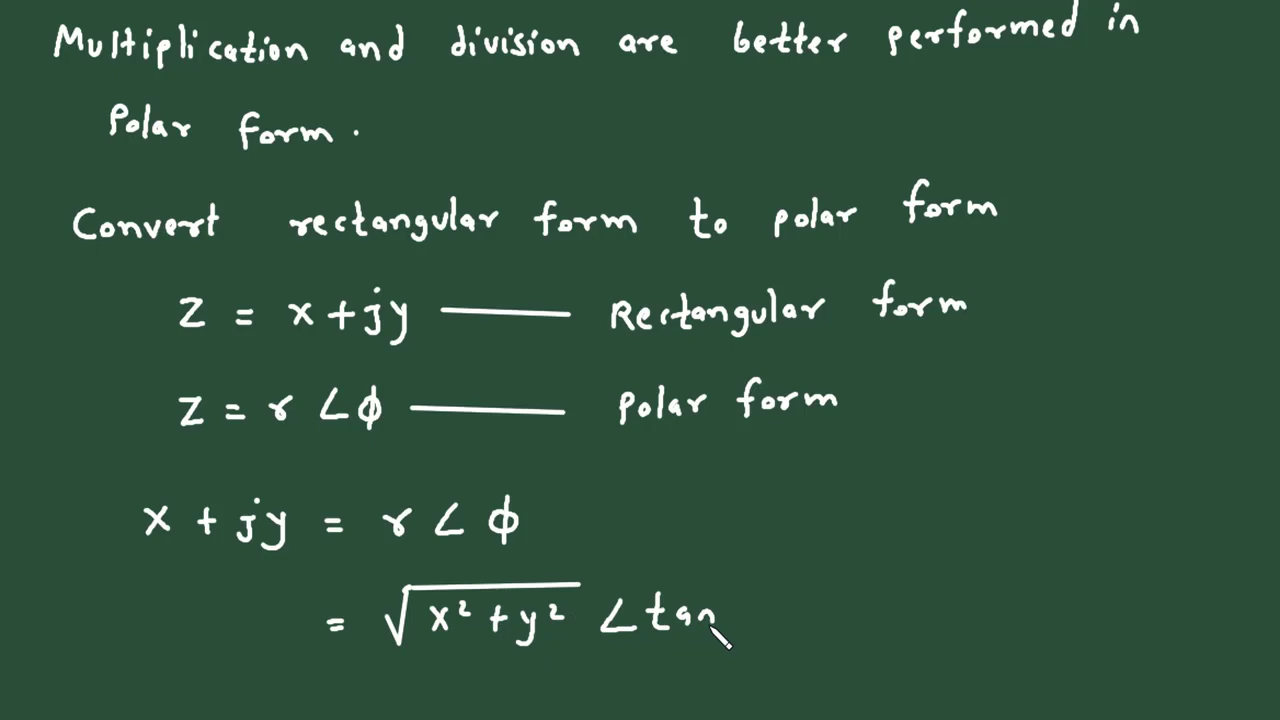 Multiplication and division are better performed in
Polar form.
Convert rectangular form to polar form
Z = x + jy —— Rectangular form
Z = r ∠ϕ —— Polar form
x + jy = r ∠ ϕ
= √x² + y² ∠tan